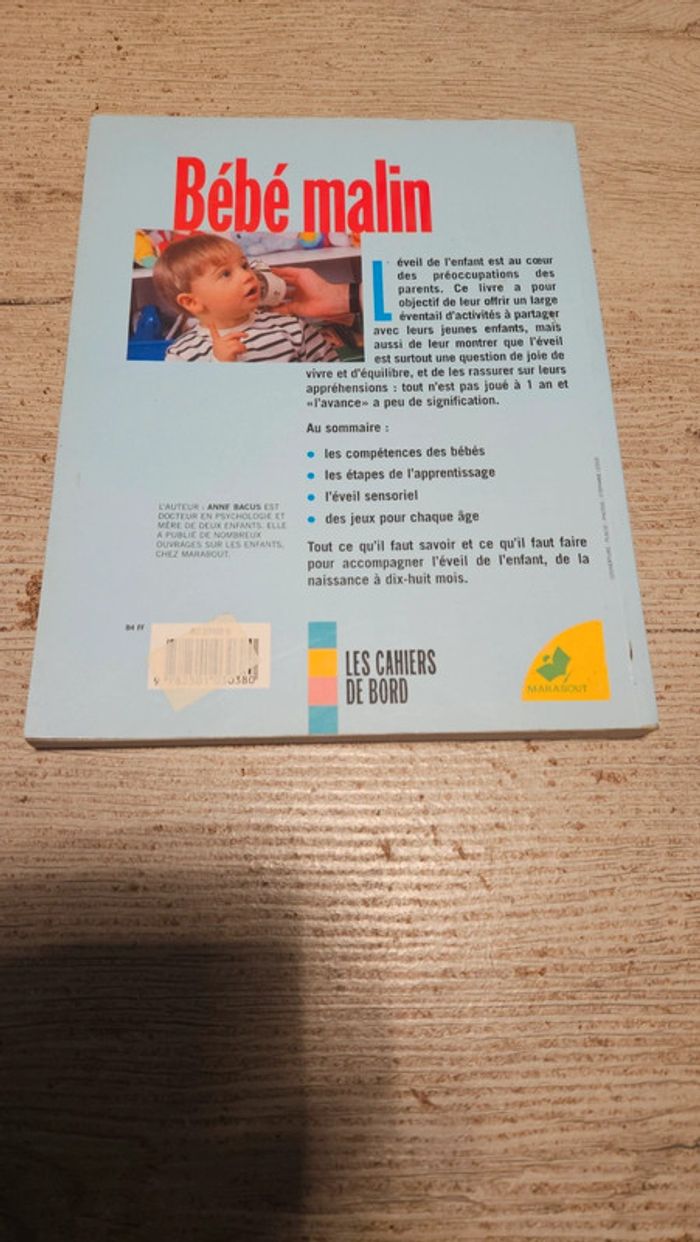 Bébé malin
L'éveil de l'enfant est au cœur
des préoccupations des
parents. Ce livre a pour
objectif de leur offrir un large
éventail d'activités à partager
avec leurs jeunes enfants, mais
aussi de leur montrer que l'éveil
est surtout une question de joie de
vivre et d'équilibre, et de les rassurer sur leurs
appréhensions : tout n'est pas joué à 1 an et
«l'avance» a peu de signification.
Au sommaire :
• les compétences des bébés
• les étapes de l'apprentissage
• l'éveil sensoriel
• des jeux pour chaque âge
Tout ce qu'il faut savoir et ce qu'il faut faire
pour accompagner l'éveil de l'enfant, de la
naissance à dix-huit mois.
L'AUTEUR : ANNE BACUS EST
DOCTEUR EN PSYCHOLOGIE ET
MÈRE DE DEUX ENFANTS. ELLE
A PUBLIÉ DE NOMBREUX
OUVRAGES SUR LES ENFANTS,
CHEZ MARABOUT.
84 FF
LES CAHIERS
DE BORD
MARABOUT